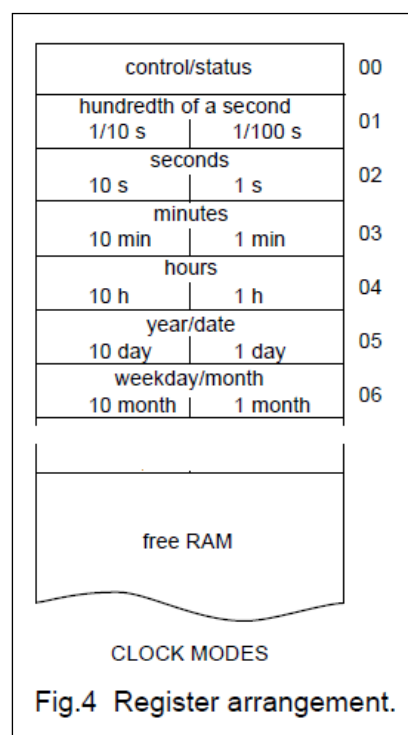 control/status 00
hundredth of a second
1/10 s 1/100 s 01
seconds
10 s 1 s 02
minutes
10 min 1 min 03
hours
10 h 1 h 04
year/date
10 day 1 day 05
weekday/month
10 month 1 month 06
free RAM
CLOCK MODES
Fig.4 Register arrangement.